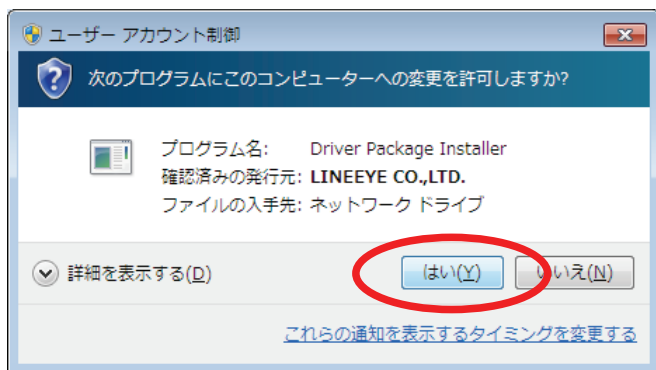 ユーザー アカウント制御
次のプログラムにこのコンピューターへの変更を許可しますか?
プログラム名: Driver Package Installer
確認済みの発行元: LINEEYE CO.,LTD.
ファイルの入手先: ネットワーク ドライブ
詳細を表示する(D) はい(Y) いいえ(N)
これらの通知を表示するタイミングを変更する